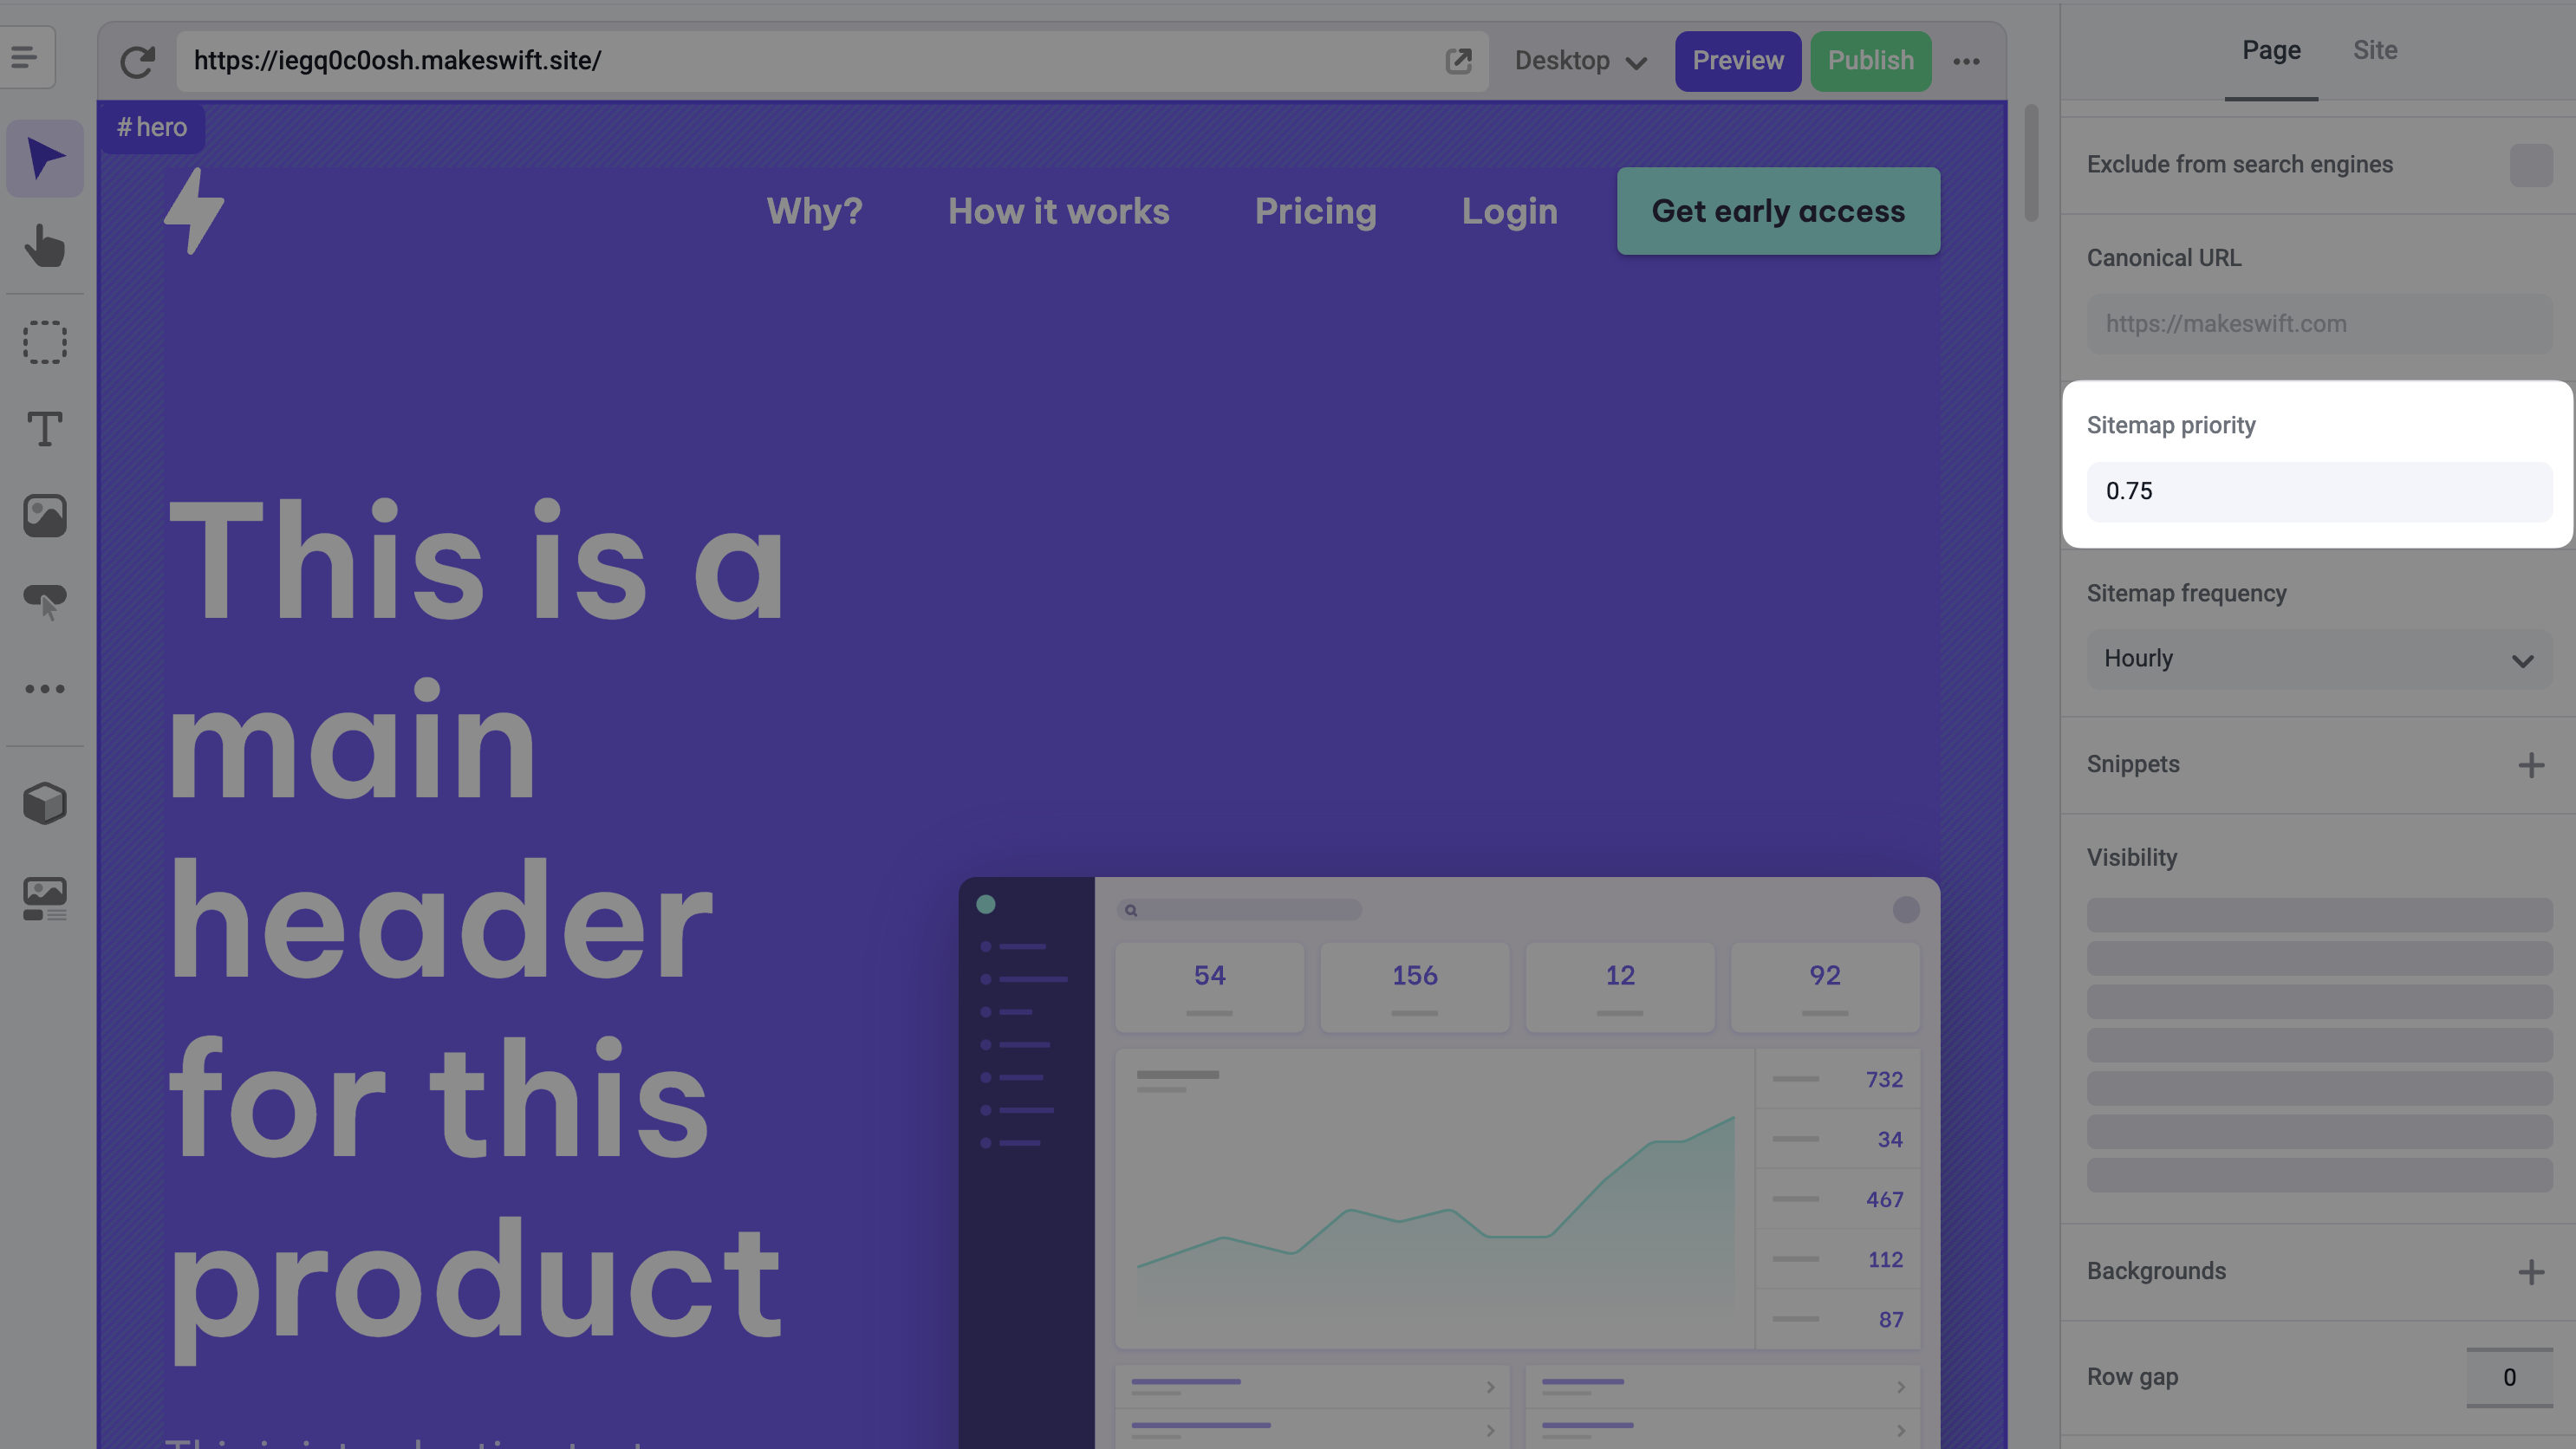 https://iegq0c0osh.makeswift.site/
Desktop
Preview
Publish
Page
Site
#hero
Why?
How it works
Pricing
Login
Get early access
This is a
main
header
for this
product
54
156
12
92
732
34
467
112
87
Exclude from search engines
Canonical URL
https://makeswift.com
Sitemap priority
0.75
Sitemap frequency
Hourly
Snippets
Visibility
Backgrounds
Row gap
0